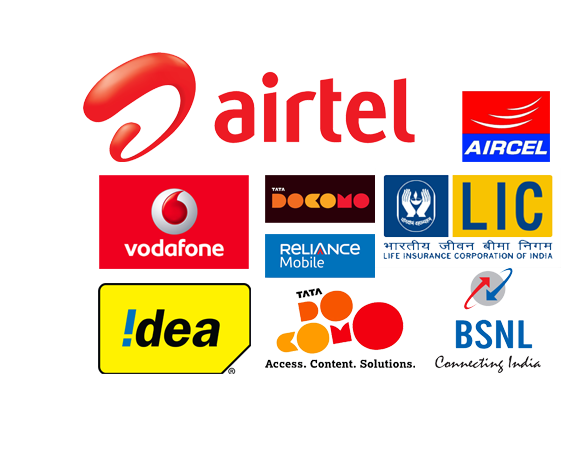 airtel
AIRCEL
vodafone
TATA
DOCOMO
RELIANCE
Mobile
LIC
भारतीय जीवन बीमा निगम
LIFE INSURANCE CORPORATION OF INDIA
!dea
®
TATA
DOCOMO
Access. Content. Solutions.
BSNL
Connecting India